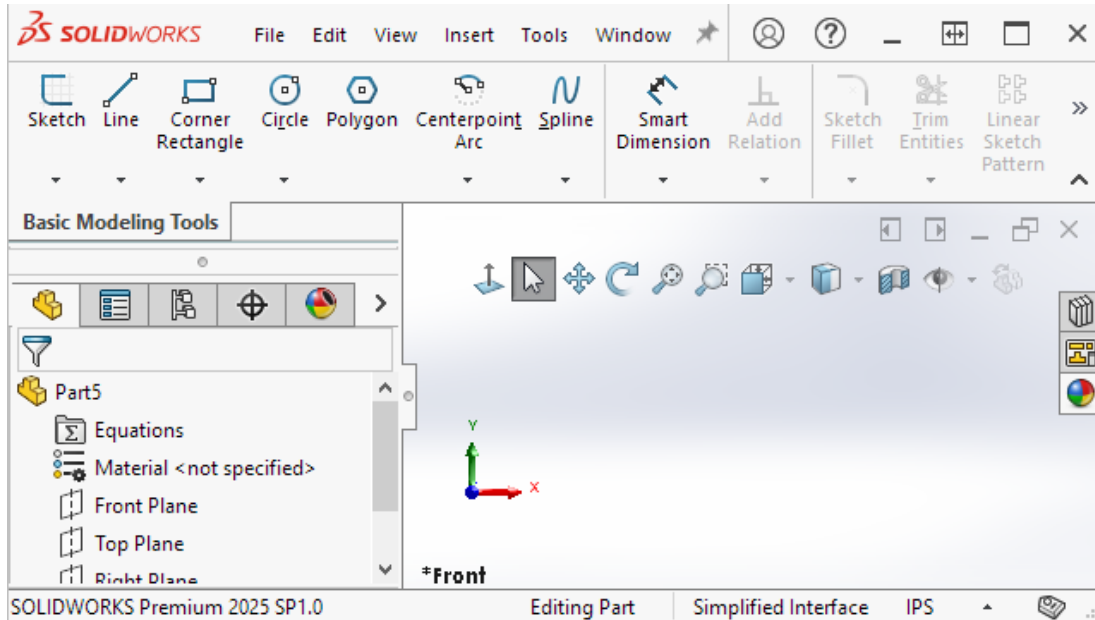 SOLIDWORKS File Edit View Insert Tools Window
Sketch Line Corner Rectangle Circle Polygon Centerpoint Arc Spline Smart Dimension Add Relation Sketch Fillet Trim Entities Linear Sketch Pattern
Basic Modeling Tools
Part5
Equations
Material <not specified>
Front Plane
Top Plane
Right Plane
Y
X
*Front
SOLIDWORKS Premium 2025 SP1.0 Editing Part Simplified Interface IPS